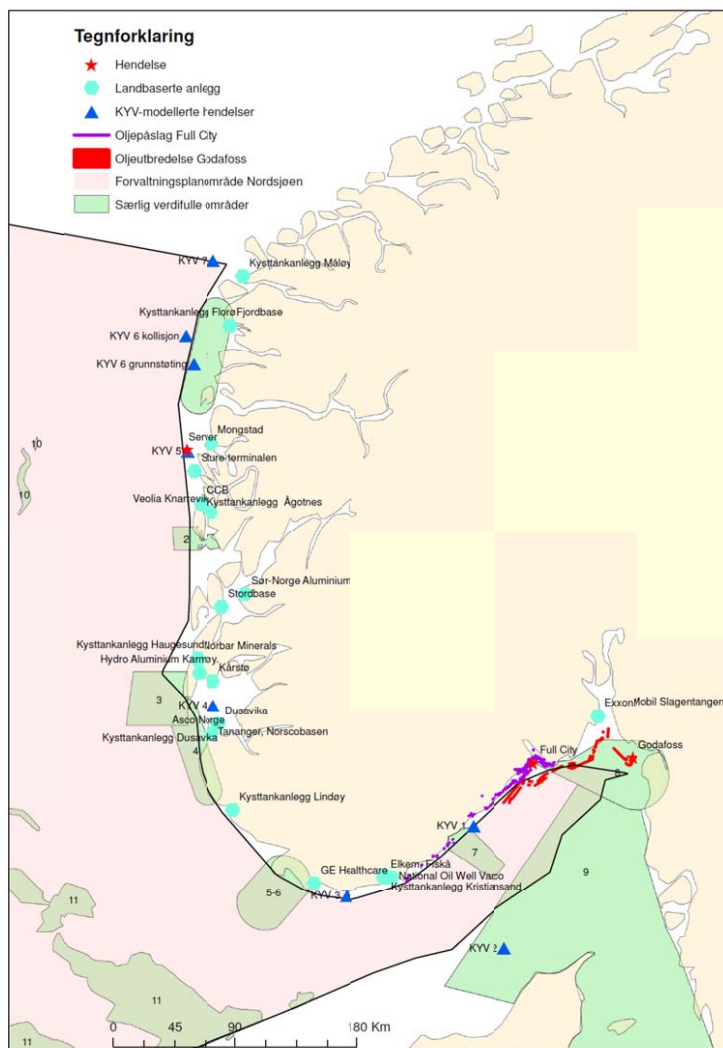 Tegnforklaring
Hendelse
Landbaserte anlegg
KYV-modellerte hendelser
Oljepåslag Full City
Oljeutbredelse Godafoss
Forvaltningsplanområde Nordsjøen
Særlig verdifulle områder
KYV 7
Kysttankanlegg Måløy
Kysttankanlegg Florø Fjordbase
KYV 6 kollisjon
KYV 6 grunnstøting
Mongstad
10
KYV 5
Sture-terminalen
10
CCB
Veolia Knarrevik
Kysttankanlegg Ågotnes
2
Sør-Norge Aluminium
Stordbase
Kysttankanlegg Haugesund
Norbar Minerals
Hydro Aluminium Karmøy,
Kårstø
3
KYV 4
Dusavika
Exxon Mobil Slagentangen
Asco Norge
Tananger, Norscobasen
Kysttankanlegg Dusavka
4
Full City
Godafoss
8
Kysttankanlegg Lindøy
KYV 1
7
Elkem, Fiskå
GE Healthcare
National Oil Well Varco
Kysttankanlegg Kristiansand
9
5-6
KYV 3
11
KYV 2
11
11
0 45 90 180 Km